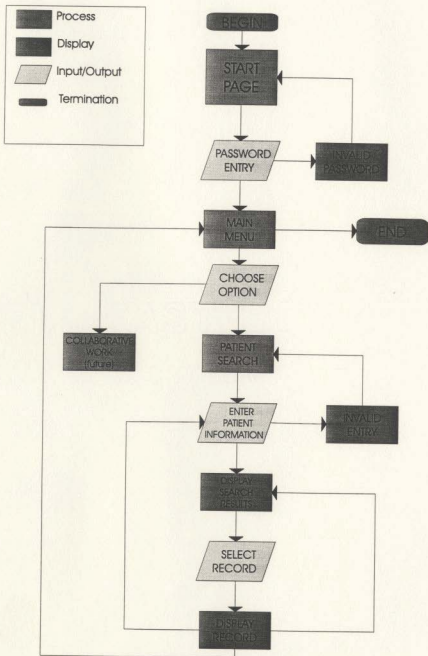 Process
Display
Input/Output
Termination
BEGIN
START
PAGE
PASSWORD
ENTRY
INVALID
PASSWORD
MAIN
MENU
END
CHOOSE
OPTION
COLLABORATIVE
WORK
(future)
PATIENT
SEARCH
ENTER
PATIENT
INFORMATION
INVALID
ENTRY
DISPLAY
SEARCH
RESULTS
SELECT
RECORD
DISPLAY
RECORD